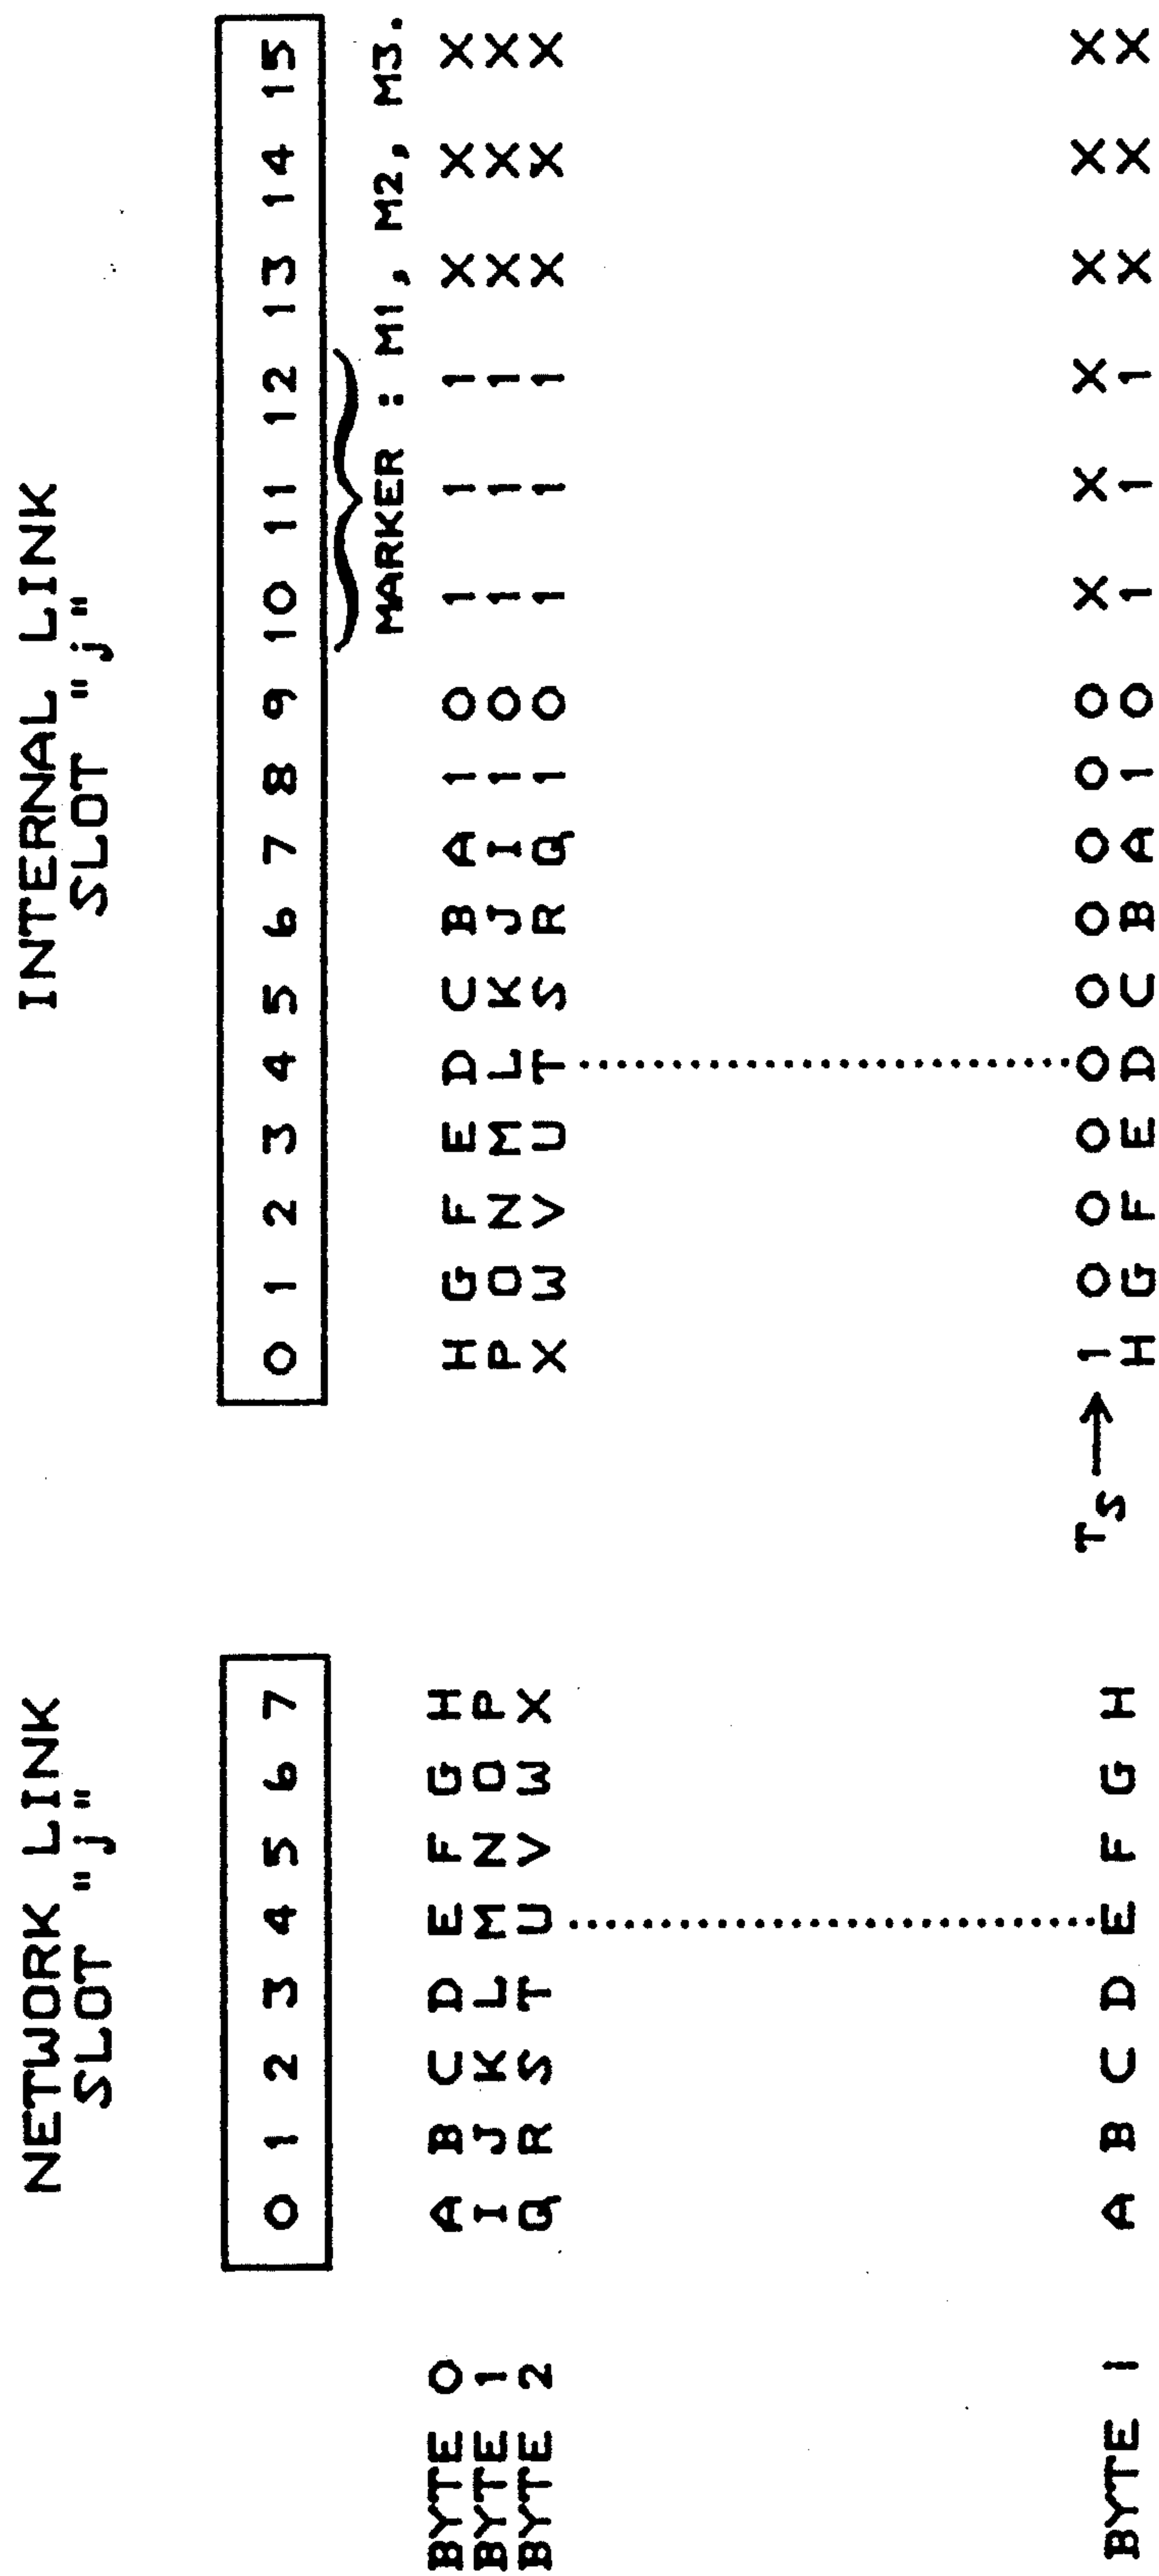 NETWORK LINK INTERNAL LINK
SLOT "j" SLOT "j"
0 1 2 3 4 5 6 7 0 1 2 3 4 5 6 7 8 9 10 11 12 13 14 15
MARKER : M1, M2, M3.
BYTE 0 A B C D E F G H H G F E D C B A 1 0 1 1 1 X X X
BYTE 1 I J K L M N O P P O N M L K J I 1 0 1 1 1 X X X
BYTE 2 Q R S T U V W X X W V U T S R Q 1 0 1 1 1 X X X
TS → 1 0 0 0 0 0 0 0 0 0 X X X X X X
BYTE 1 A B C D E F G H H G F E D C B A 1 0 1 1 1 X X X